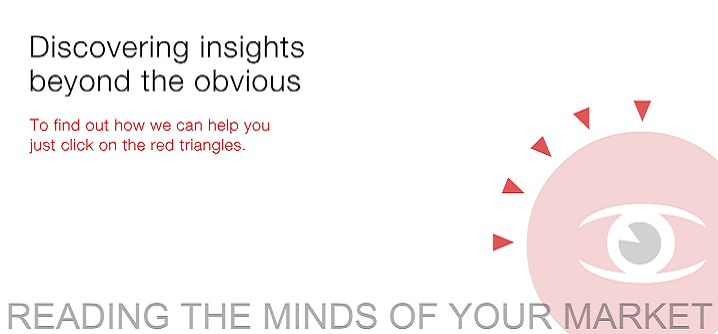 Discovering insights
beyond the obvious
To find out how we can help you
just click on the red triangles.
READING THE MINDS OF YOUR MARKET